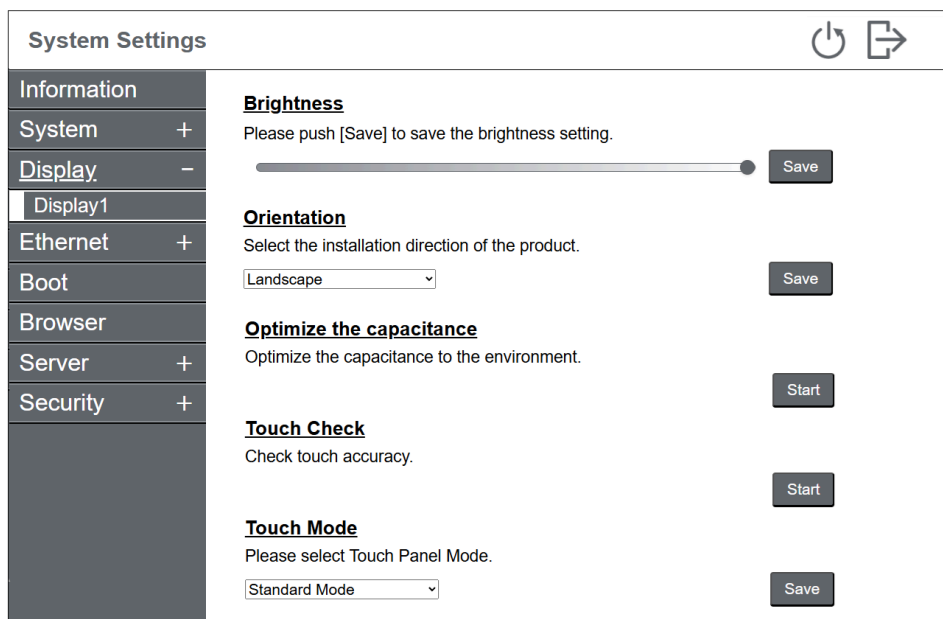 System Settings
Information
System +
Display −
Display1
Ethernet +
Boot
Browser
Server +
Security +
Brightness
Please push [Save] to save the brightness setting.
Save
Orientation
Select the installation direction of the product.
Landscape
Save
Optimize the capacitance
Optimize the capacitance to the environment.
Start
Touch Check
Check touch accuracy.
Start
Touch Mode
Please select Touch Panel Mode.
Standard Mode
Save